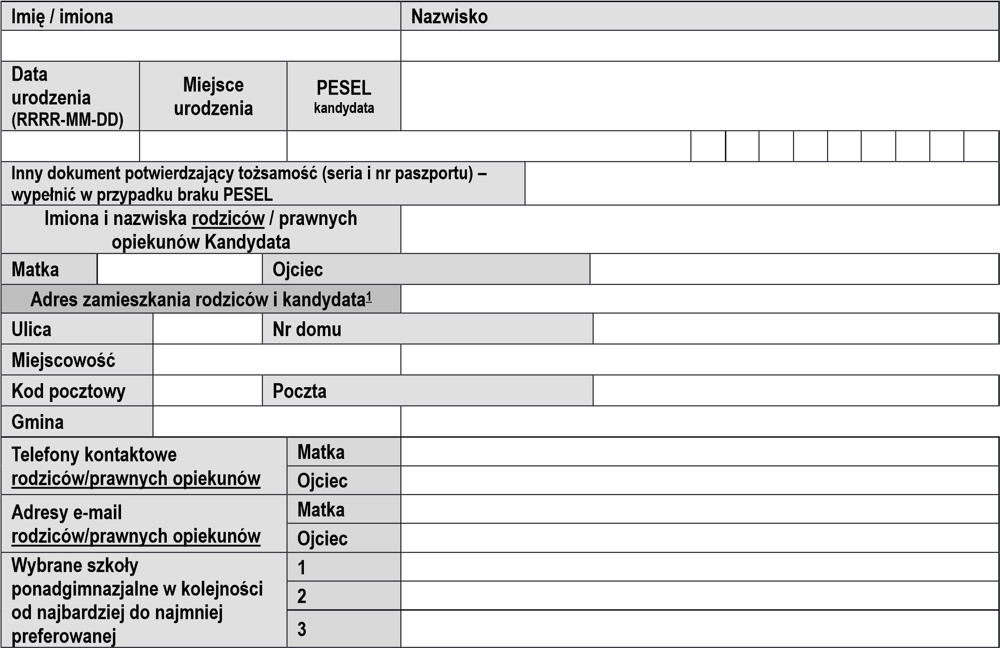 Imię / imiona Nazwisko
Data
urodzenia
(RRRR-MM-DD)
Miejsce
urodzenia
PESEL
kandydata
Inny dokument potwierdzający tożsamość (seria i nr paszportu) –
wypełnić w przypadku braku PESEL
Imiona i nazwiska rodziców / prawnych
opiekunów Kandydata
Matka Ojciec
Adres zamieszkania rodziców i kandydata1
Ulica Nr domu
Miejscowość
Kod pocztowy Poczta
Gmina
Telefony kontaktowe
rodziców/prawnych opiekunów
Matka
Ojciec
Adresy e-mail
rodziców/prawnych opiekunów
Matka
Ojciec
Wybrane szkoły
ponadgimnazjalne w kolejności
od najbardziej do najmniej
preferowanej
1
2
3